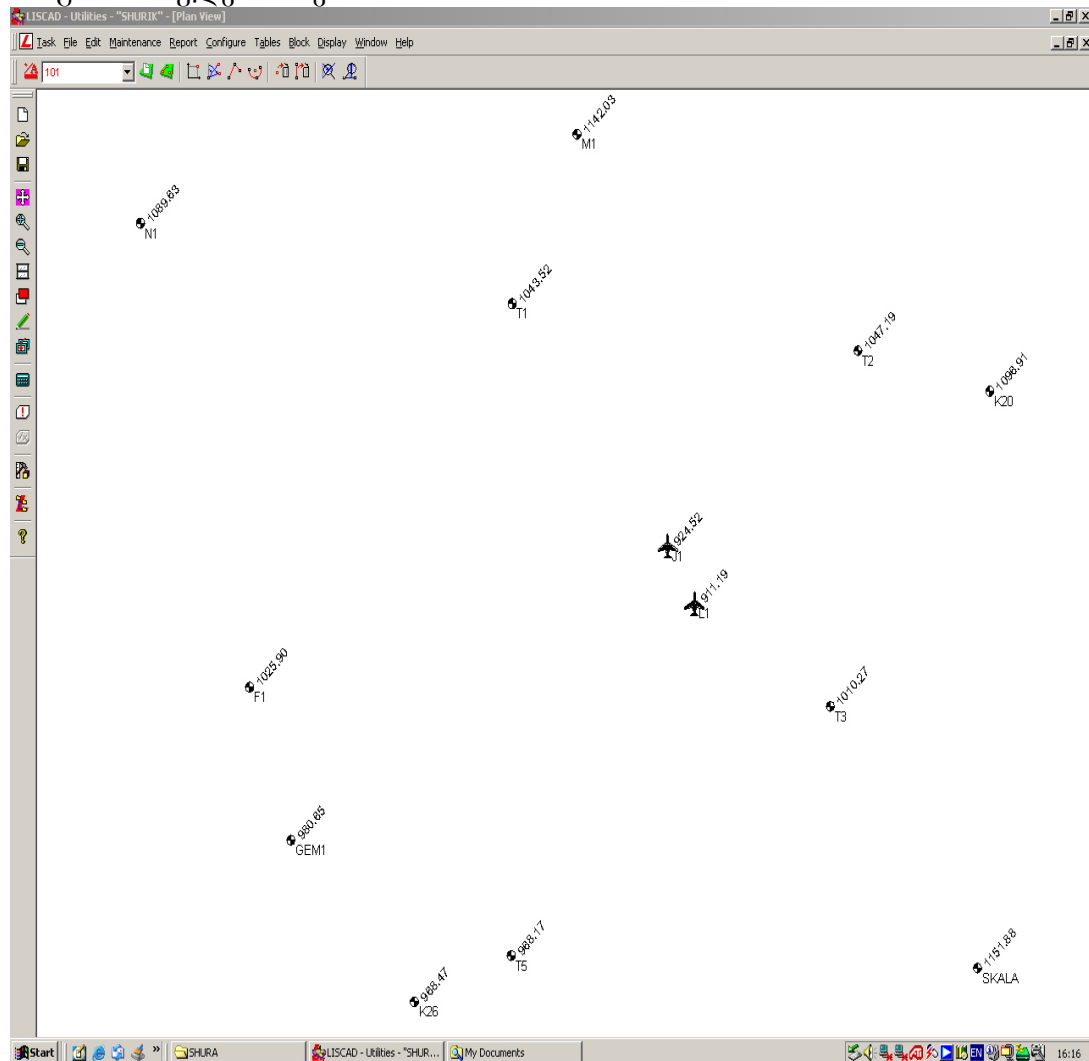 LISCAD - Utilities - "SHURIK" - [Plan View]
Task File Edit Maintenance Report Configure Tables Block Display Window Help
101
1142.03
M1
1089.63
N1
1043.52
T1
1047.19
T2
1096.91
K20
924.52
J1
911.19
L1
1025.90
F1
1010.27
T3
980.65
GEM1
968.17
T5
968.47
K26
1151.88
SKALA
Start
»
SHURA
LISCAD - Utilities - "SHUR...
My Documents
EN
16:16